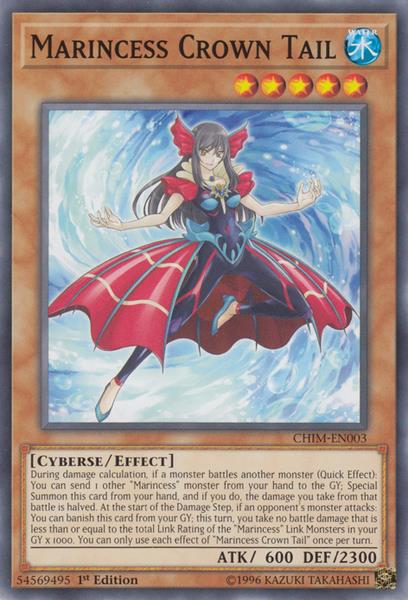 MARINCESS CROWN TAIL
WATER
水
CHIM-EN003
[CYBERSE/EFFECT]
During damage calculation, if a monster battles another monster (Quick Effect):
You can send 1 other "Marincess" monster from your hand to the GY; Special
Summon this card from your hand, and if you do, the damage you take from that
battle is halved. At the start of the Damage Step, if an opponent's monster attacks:
You can banish this card from your GY; this turn, you take no battle damage that is
less than or equal to the total Link Rating of the "Marincess" Link Monsters in your
GY x 1000. You can only use each effect of "Marincess Crown Tail" once per turn.
ATK/ 600 DEF/2300
54569495 1st Edition ©1996 KAZUKI TAKAHASHI